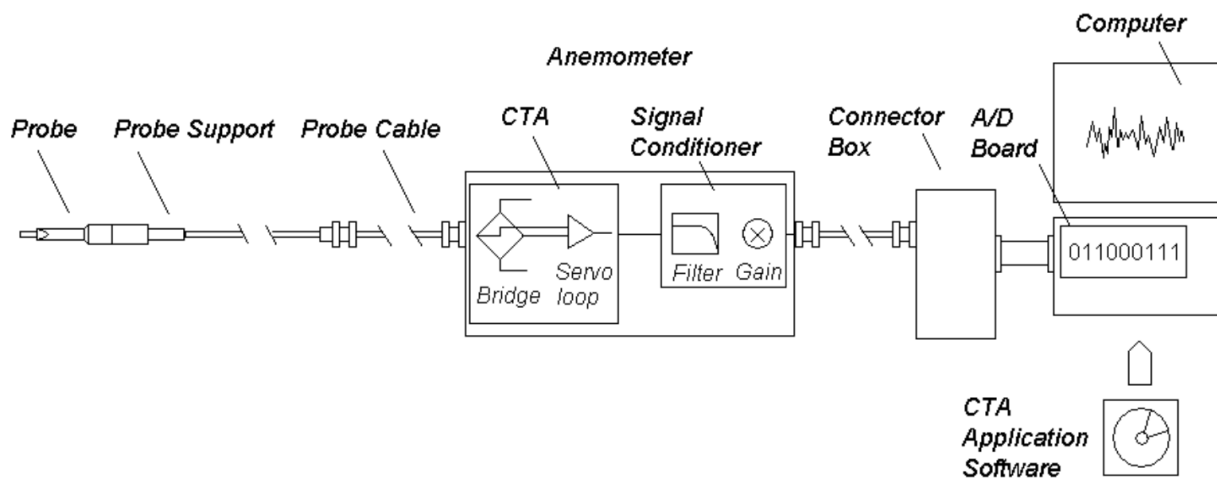 Computer
Anemometer
Probe
Probe Support
Probe Cable
CTA
Signal
Conditioner
Connector
Box
A/D
Board
011000111
Bridge
Servo
loop
Filter
Gain
CTA
Application
Software